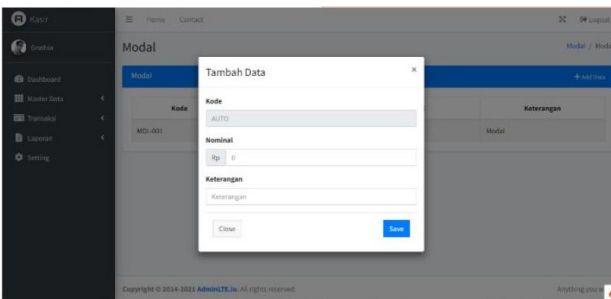 Kasir
Home Contact
Logout
Modal
Modal /
Dashboard
Master Data
Transaksi
Laporan
Setting
Modal
+ Add New
Kode
Keterangan
MDL-001
Modal
Tambah Data
×
Kode
AUTO
Nominal
Rp 0
Keterangan
Keterangan
Close
Save
Copyright © 2014-2021 AdminLTE.io. All rights reserved.
Anything you